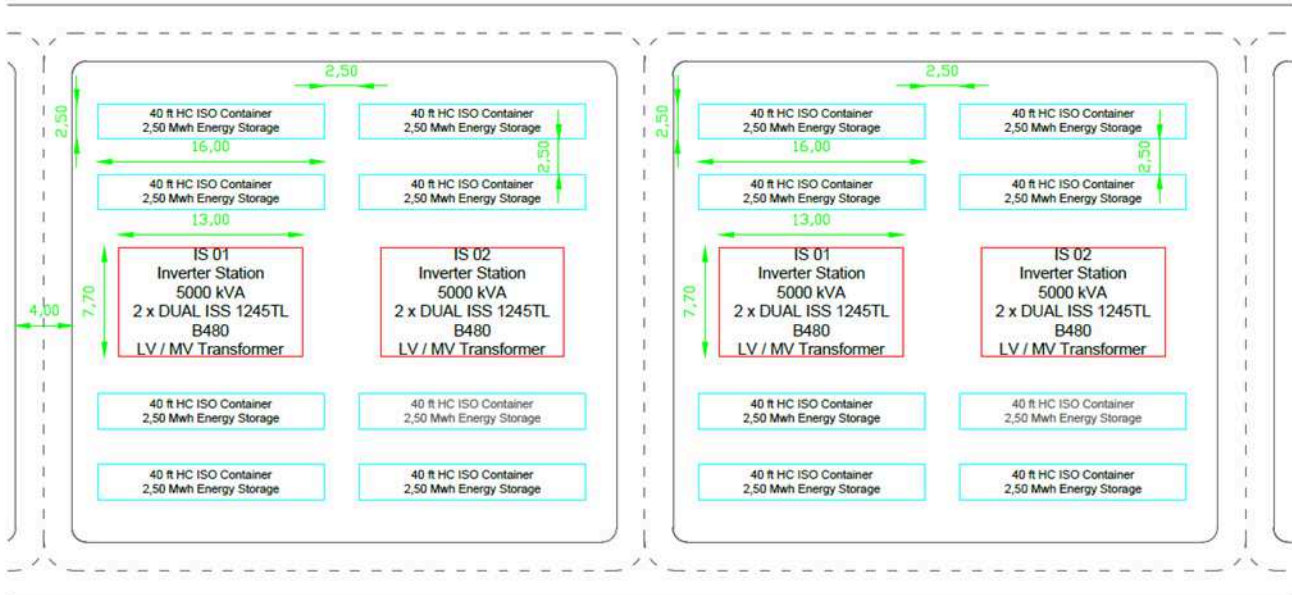 2,50
2,50
2,50
40 ft HC ISO Container
2,50 Mwh Energy Storage
40 ft HC ISO Container
2,50 Mwh Energy Storage
2,50
40 ft HC ISO Container
2,50 Mwh Energy Storage
40 ft HC ISO Container
2,50 Mwh Energy Storage
16,00
2,50
16,00
2,50
40 ft HC ISO Container
2,50 Mwh Energy Storage
40 ft HC ISO Container
2,50 Mwh Energy Storage
40 ft HC ISO Container
2,50 Mwh Energy Storage
40 ft HC ISO Container
2,50 Mwh Energy Storage
13,00
13,00
4,00
7,70
IS 01
Inverter Station
5000 kVA
2 x DUAL ISS 1245TL
B480
LV / MV Transformer
IS 02
Inverter Station
5000 kVA
2 x DUAL ISS 1245TL
B480
LV / MV Transformer
7,70
IS 01
Inverter Station
5000 kVA
2 x DUAL ISS 1245TL
B480
LV / MV Transformer
IS 02
Inverter Station
5000 kVA
2 x DUAL ISS 1245TL
B480
LV / MV Transformer
40 ft HC ISO Container
2,50 Mwh Energy Storage
40 ft HC ISO Container
2,50 Mwh Energy Storage
40 ft HC ISO Container
2,50 Mwh Energy Storage
40 ft HC ISO Container
2,50 Mwh Energy Storage
40 ft HC ISO Container
2,50 Mwh Energy Storage
40 ft HC ISO Container
2,50 Mwh Energy Storage
40 ft HC ISO Container
2,50 Mwh Energy Storage
40 ft HC ISO Container
2,50 Mwh Energy Storage